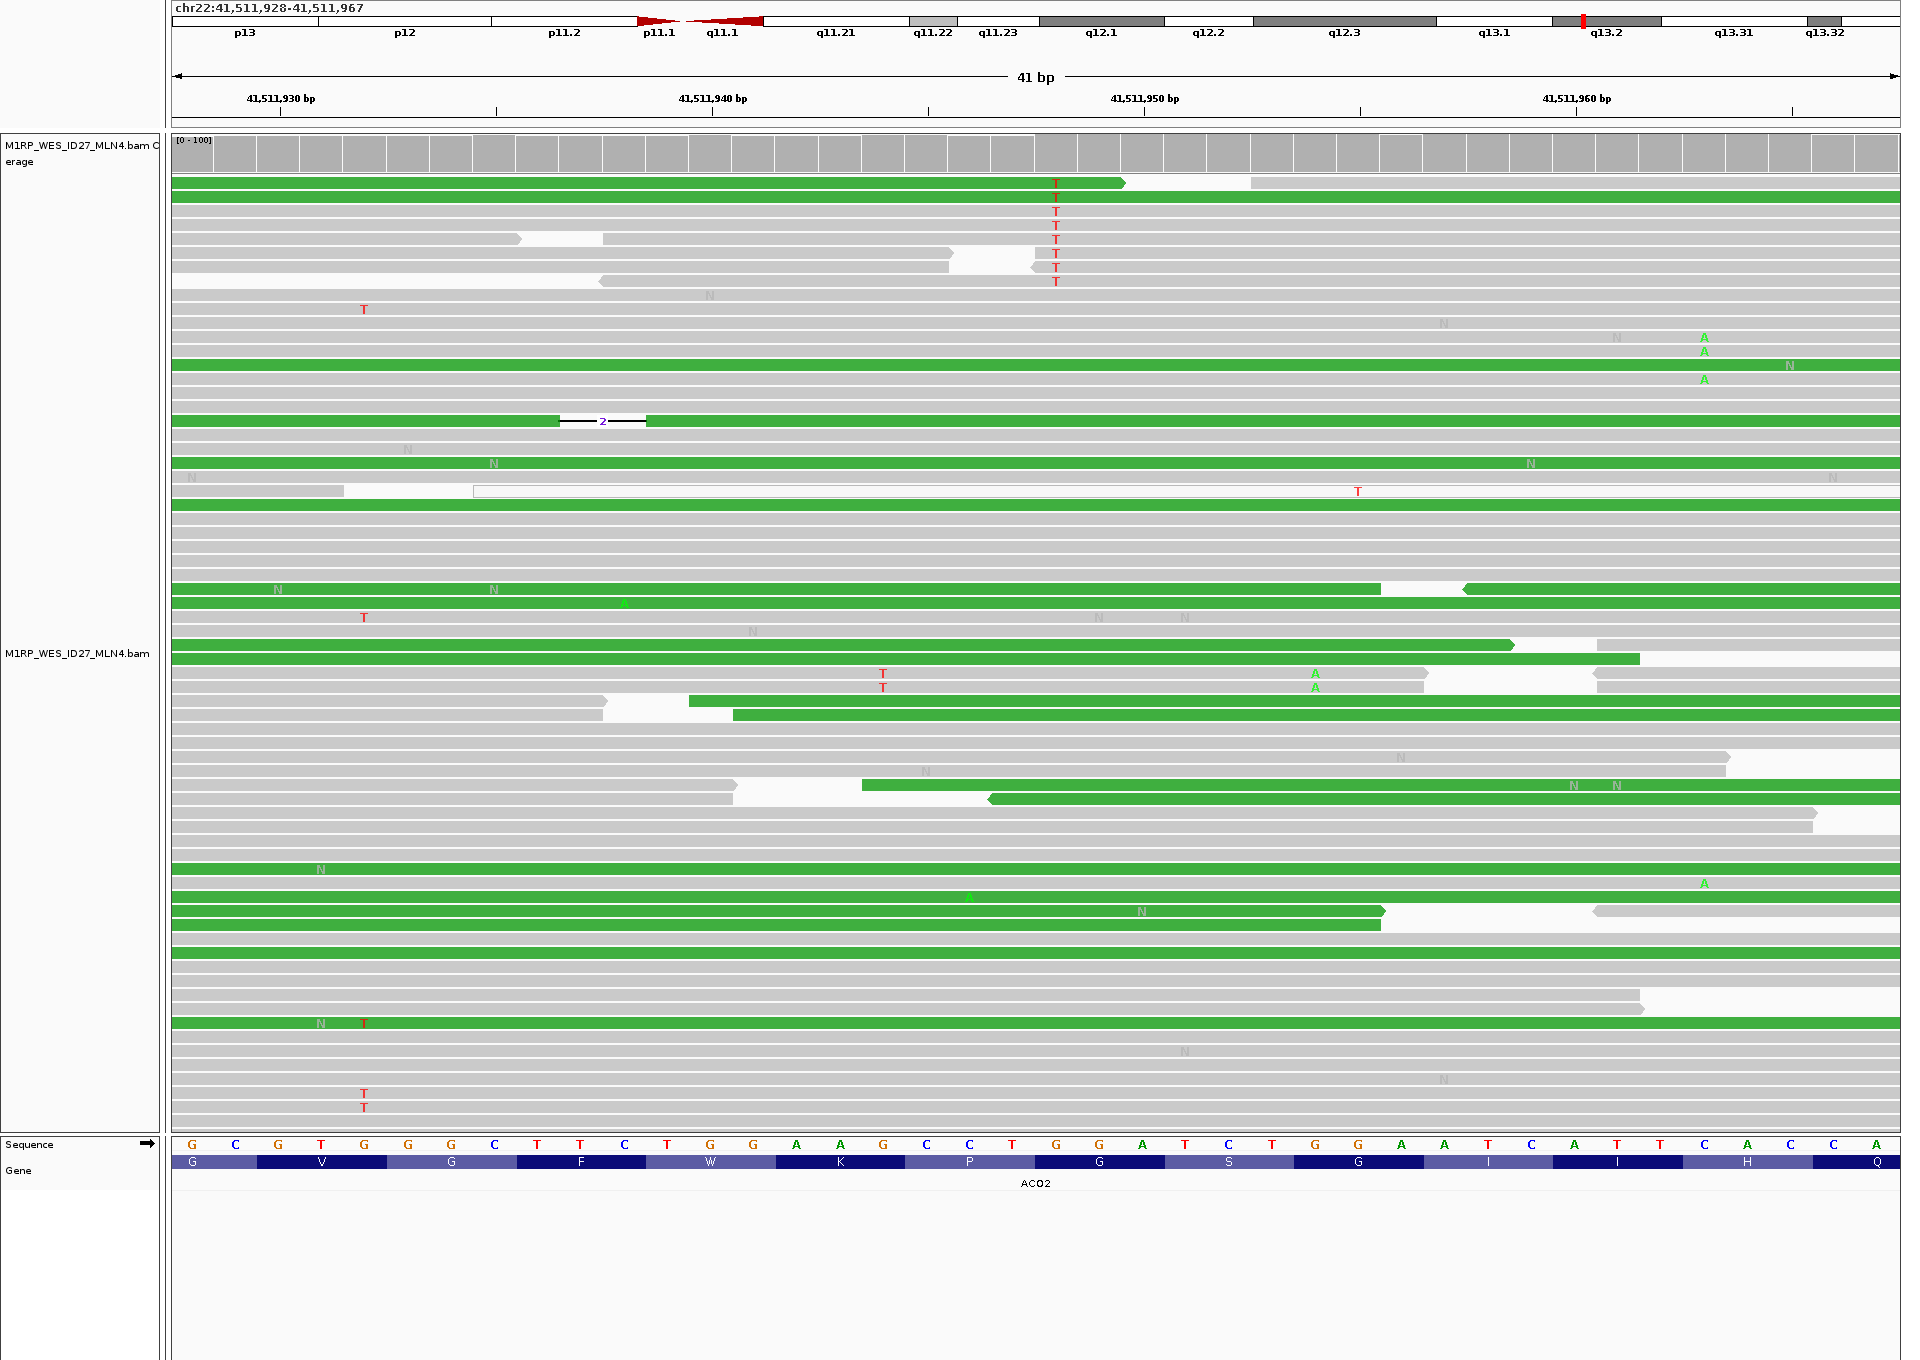 chr22:41,511,928-41,511,967
p13 p12 p11.2 p11.1 q11.1 q11.21 q11.22 q11.23 q12.1 q12.2 q12.3 q13.1 q13.2 q13.31 q13.32
41 bp
41,511,930 bp 41,511,940 bp 41,511,950 bp 41,511,960 bp
M1RP_WES_ID27_MLN4.bam C
erage
[0 - 100]
T
T
T
T
T
T
T
T
N
T
N
N A
A
N
A
2
N
N N
N N
T
N N
A
T N N
N
M1RP_WES_ID27_MLN4.bam
T A
T A
N
N
N N
N
A
A
N
N T
N
N
T
T
Sequence G C G T G G G C T T C T G G A A G C C T G G A T C T G G A A T C A T T C A C C A
Gene G V G F W K P G S G I I H Q
ACO2